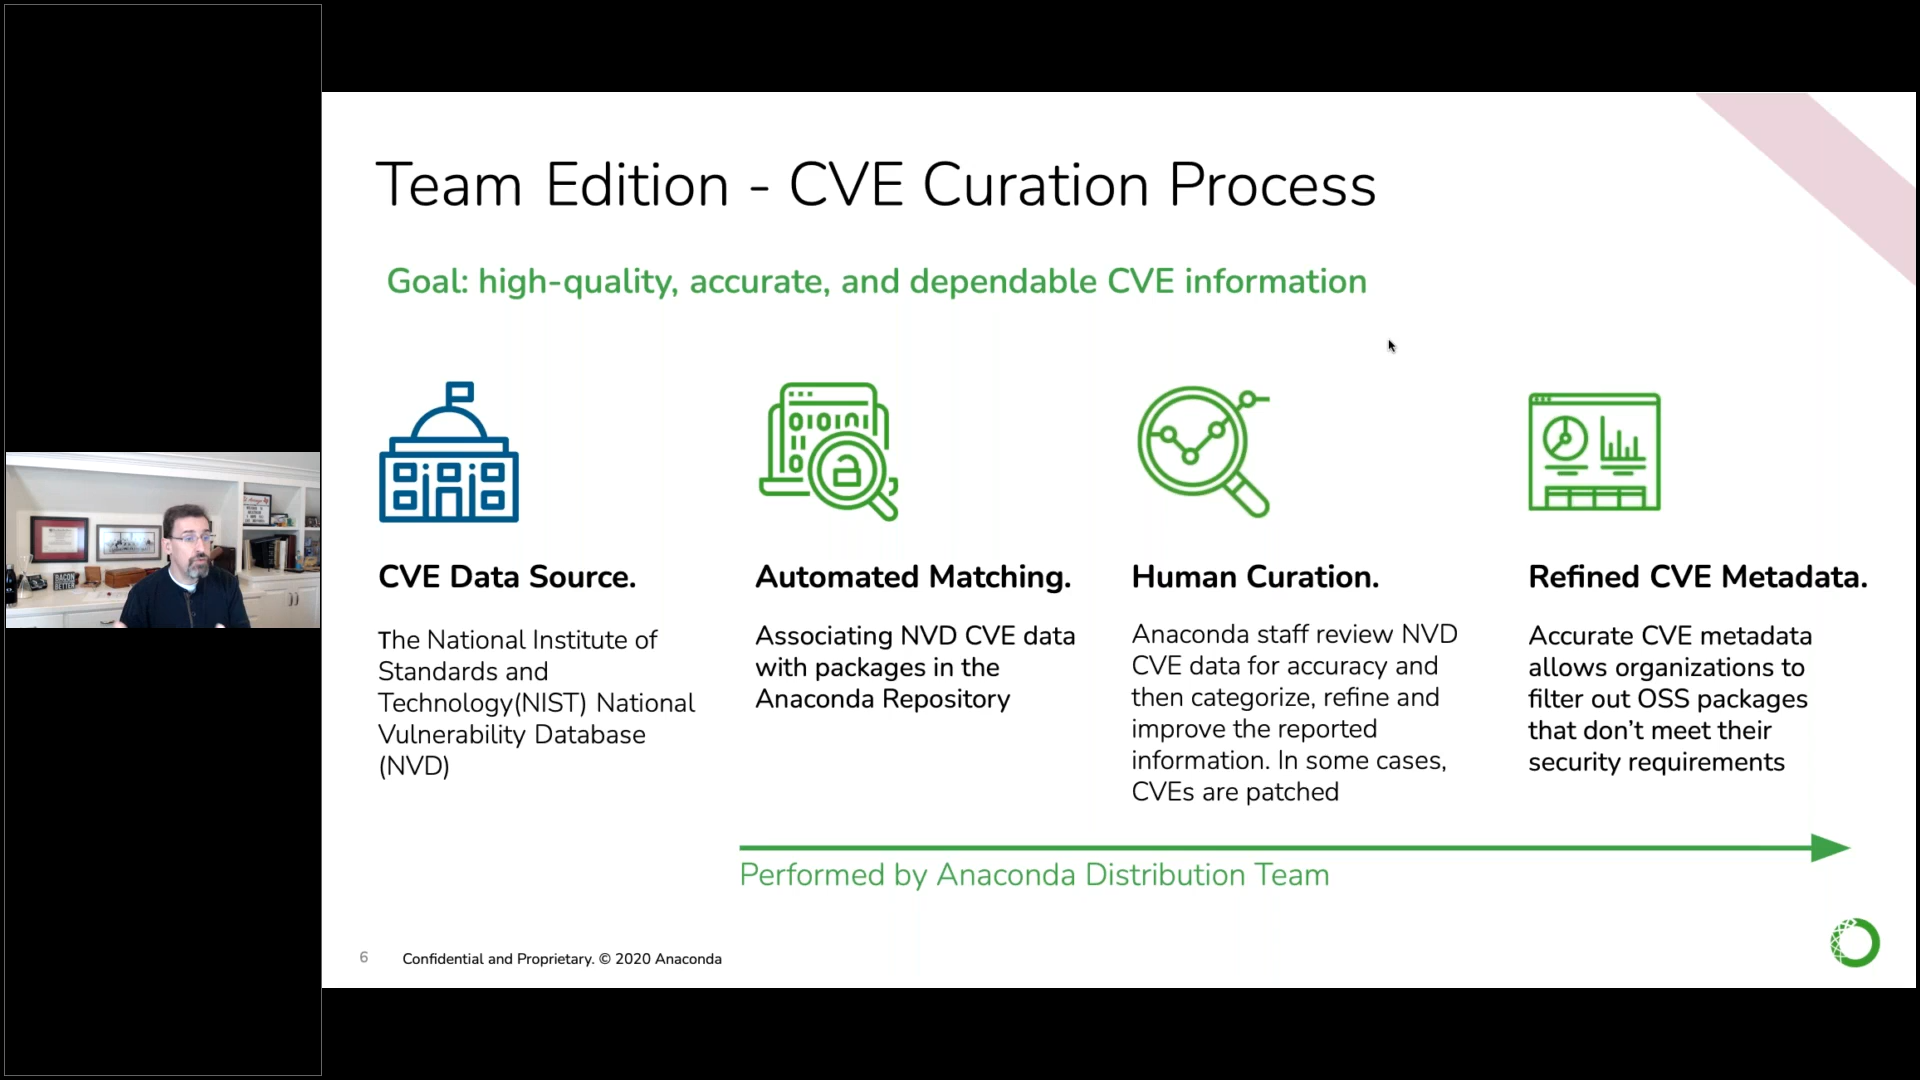 Team Edition - CVE Curation Process
Goal: high-quality, accurate, and dependable CVE information
CVE Data Source.
The National Institute of
Standards and
Technology(NIST) National
Vulnerability Database
(NVD)
Automated Matching.
Associating NVD CVE data
with packages in the
Anaconda Repository
Human Curation.
Anaconda staff review NVD
CVE data for accuracy and
then categorize, refine and
improve the reported
information. In some cases,
CVEs are patched
Refined CVE Metadata.
Accurate CVE metadata
allows organizations to
filter out OSS packages
that don’t meet their
security requirements
Performed by Anaconda Distribution Team
6 Confidential and Proprietary. © 2020 Anaconda